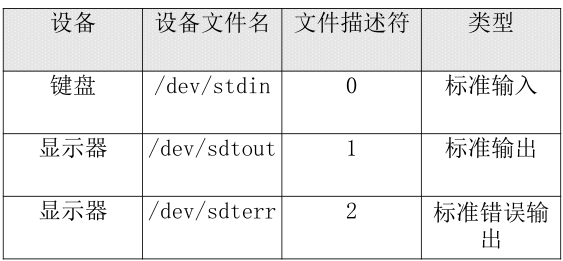 设备 设备文件名 文件描述符 类型
键盘 /dev/stdin 0 标准输入
显示器 /dev/sdtout 1 标准输出
显示器 /dev/sdterr 2 标准错误输
出